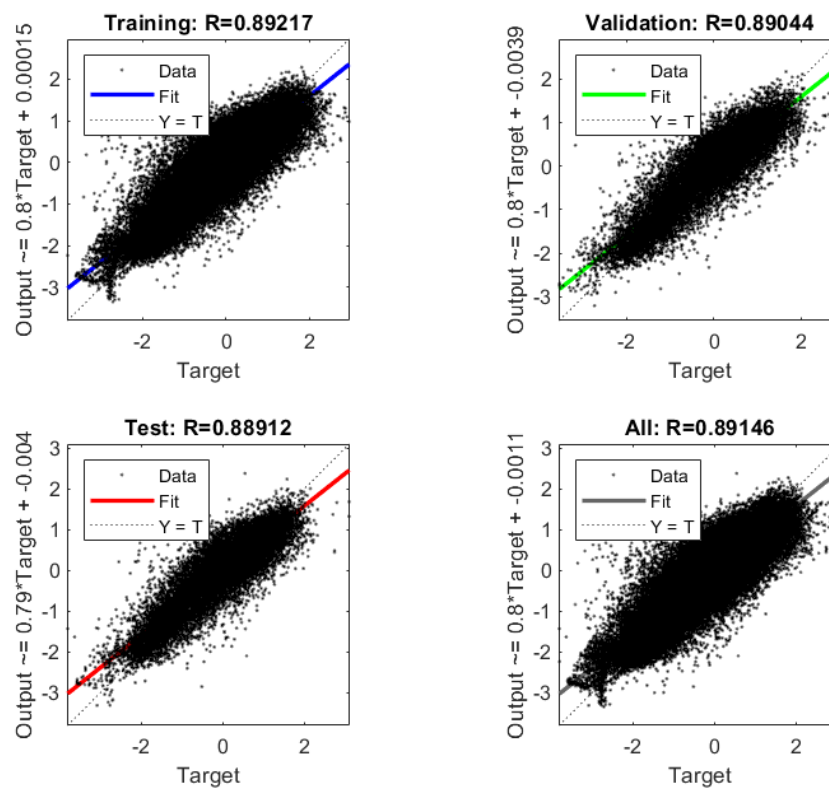 Training: R=0.89217
Output ~= 0.8*Target + 0.00015
2
1
0
-1
-2
-3
Data
Fit
Y = T
-2
0
2
Target
Validation: R=0.89044
Output ~= 0.8*Target + -0.0039
2
1
0
-1
-2
-3
Data
Fit
Y = T
-2
0
2
Target
Test: R=0.88912
Output ~= 0.79*Target + -0.004
3
2
1
0
-1
-2
-3
Data
Fit
Y = T
-2
0
2
Target
All: R=0.89146
Output ~= 0.8*Target + -0.0011
3
2
1
0
-1
-2
-3
Data
Fit
Y = T
-2
0
2
Target